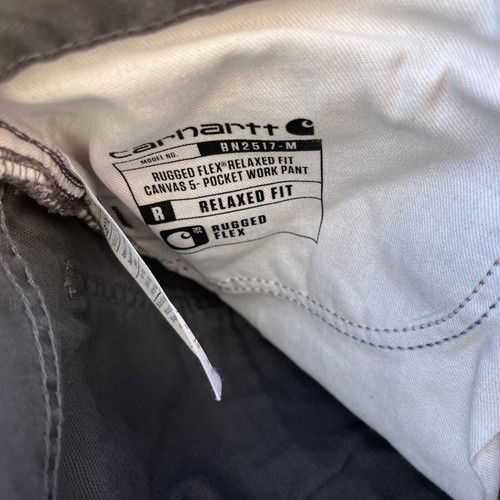 carhartt
MODEL NO. BN2517-M
RUGGED FLEX® RELAXED FIT
CANVAS 5- POCKET WORK PANT
R RELAXED FIT
RUGGED
FLEX